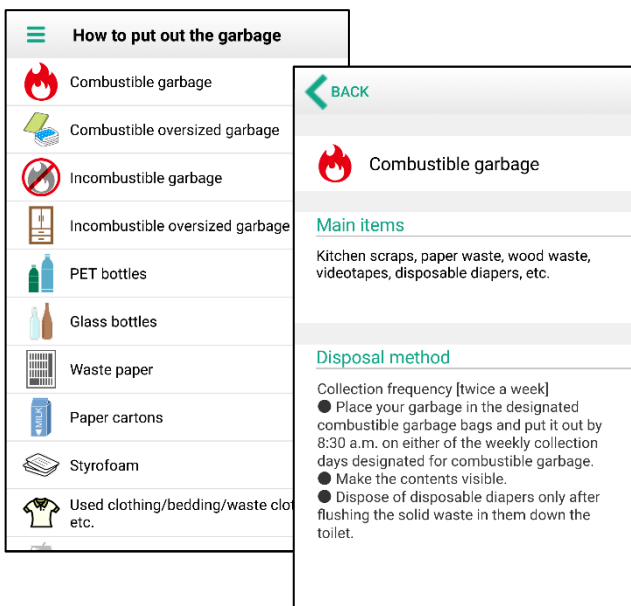 How to put out the garbage
Combustible garbage
Combustible oversized garbage
Incombustible garbage
Incombustible oversized garbage
PET bottles
Glass bottles
Waste paper
MILK
Paper cartons
Styrofoam
Used clothing/bedding/waste clot
etc.
BACK
Combustible garbage
Main items
Kitchen scraps, paper waste, wood waste,
videotapes, disposable diapers, etc.
Disposal method
Collection frequency [twice a week]
● Place your garbage in the designated
combustible garbage bags and put it out by
8:30 a.m. on either of the weekly collection
days designated for combustible garbage.
● Make the contents visible.
● Dispose of disposable diapers only after
flushing the solid waste in them down the
toilet.